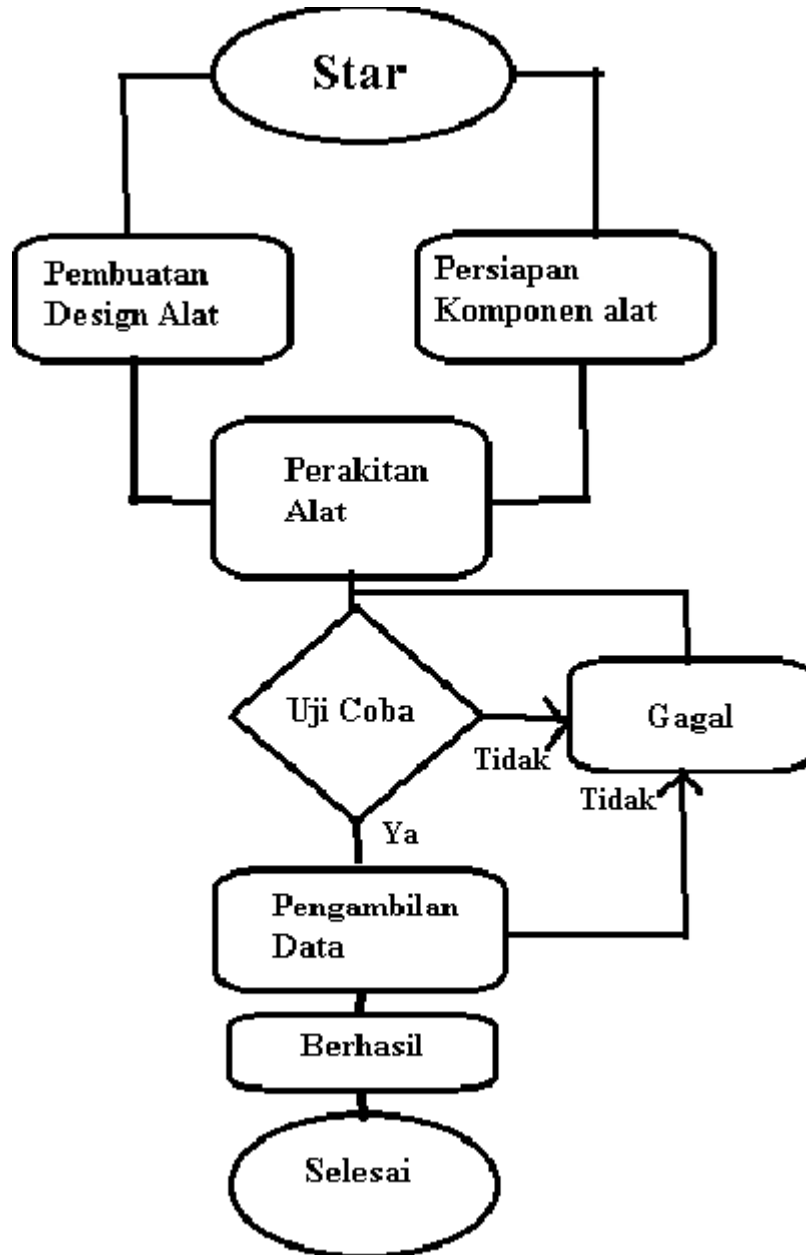 Star
Pembuatan
Design Alat
Persiapan
Komponen alat
Perakitan
Alat
Uji Coba
Tidak
Gagal
Tidak
Ya
Pengambilan
Data
Berhasil
Selesai